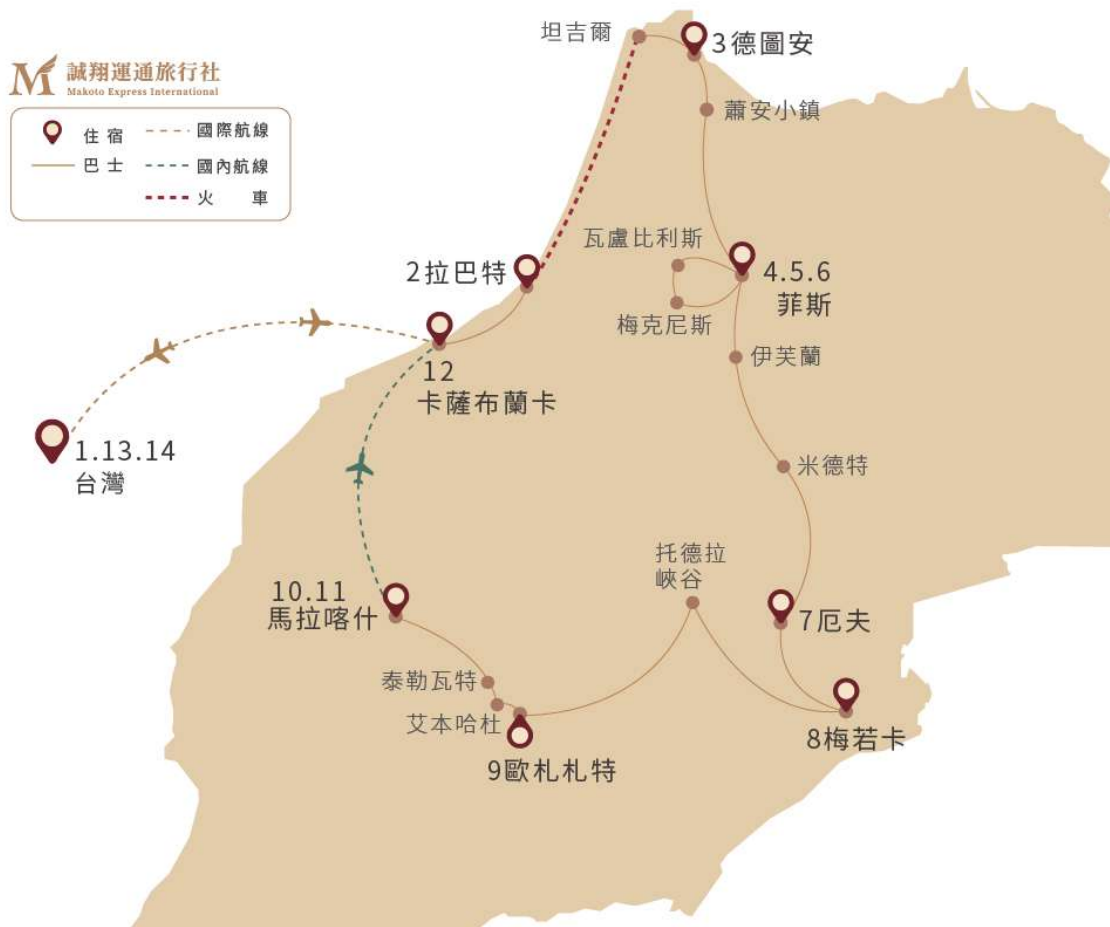 誠翔運通旅行社
Makoto Express International
住宿
國際航線
巴士
國內航線
火車
坦吉爾
3德圖安
蕭安小鎮
瓦盧比利斯
2拉巴特
4.5.6
菲斯
梅克尼斯
伊芙蘭
12
卡薩布蘭卡
1.13.14
台灣
米德特
托德拉
峽谷
10.11
馬拉喀什
7厄夫
泰勒瓦特
艾本哈杜
8梅若卡
9歐札札特